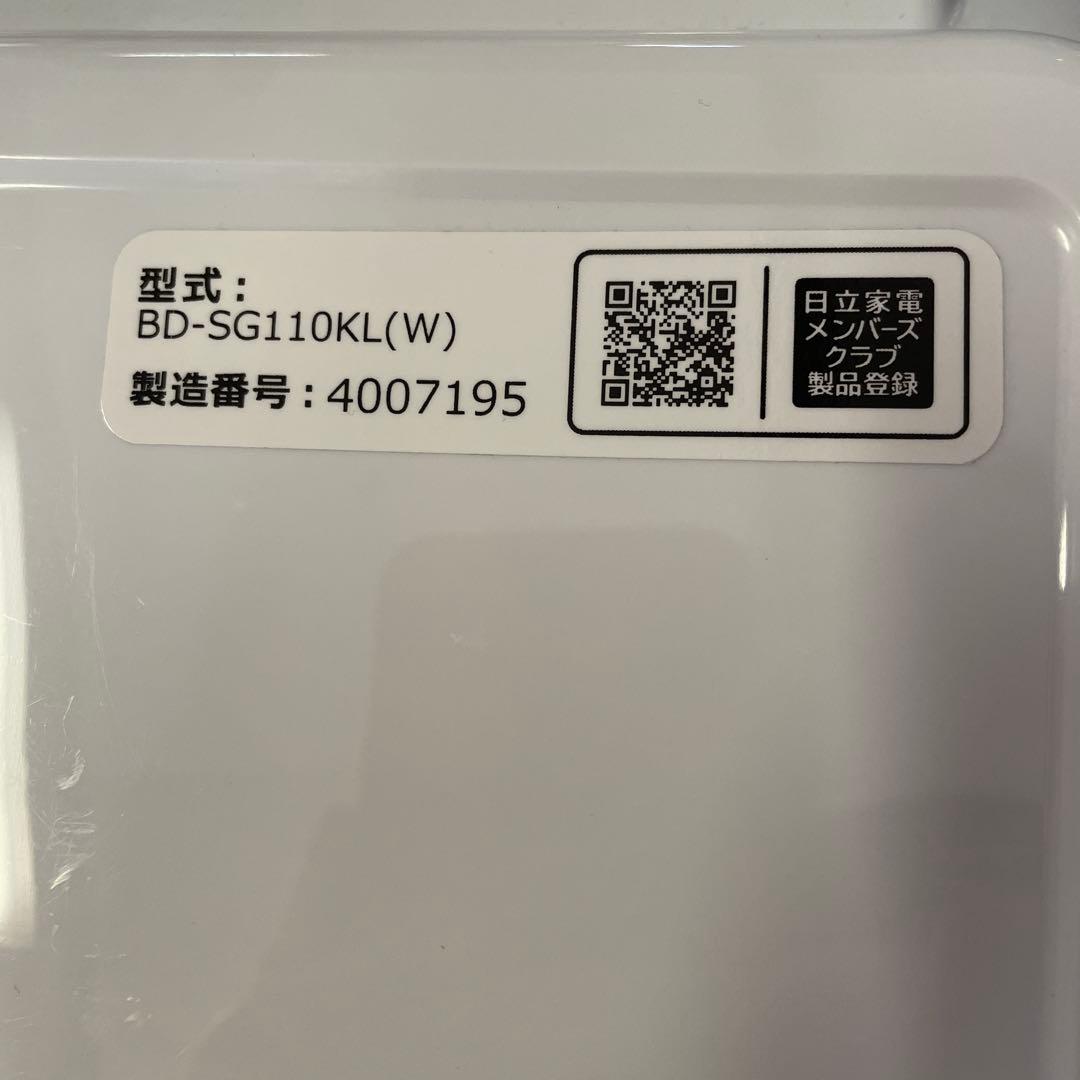 型式：
BD-SG110KL(W)
製造番号：4007195
日立家電
メンバーズ
クラブ
製品登録